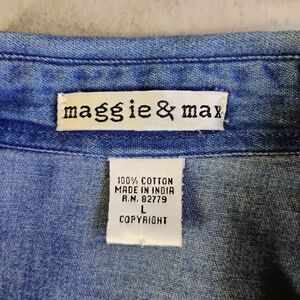 maggie & max
100% COTTON
MADE IN INDIA
R.N. 82779
L
COPYRIGHT